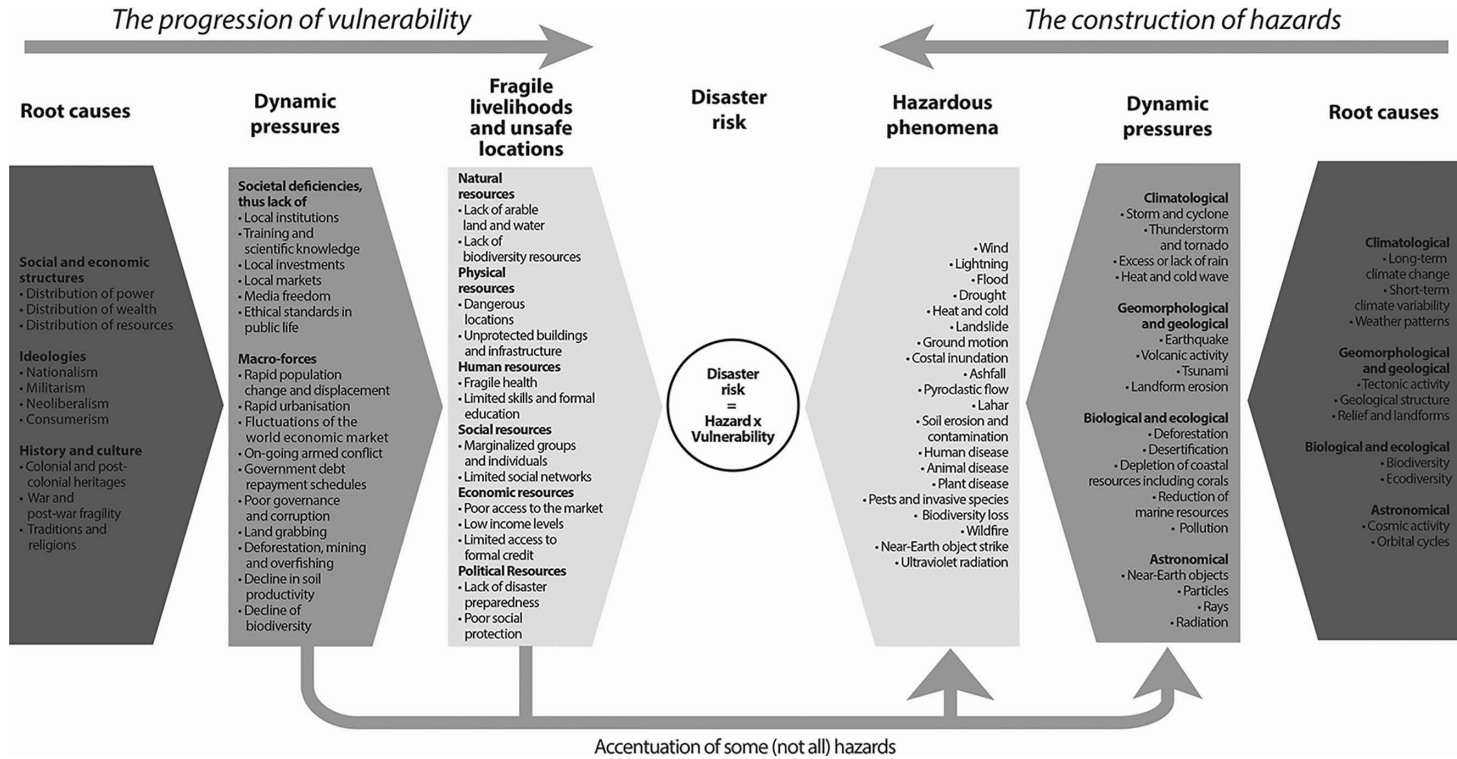 The progression of vulnerability
The construction of hazards
Root causes
Dynamic
pressures
Fragile
livelihoods
and unsafe
locations
Disaster
risk
Hazardous
phenomena
Dynamic
pressures
Root causes
Social and economic
structures
• Distribution of power
• Distribution of wealth
• Distribution of resources
Ideologies
• Nationalism
• Militarism
• Neoliberalism
• Consumerism
History and culture
• Colonial and post-
colonial heritages
• War and
post-war fragility
• Traditions and
religions
Societal deficiencies,
thus lack of
• Local institutions
• Training and
scientific knowledge
• Local investments
• Local markets
• Media freedom
• Ethical standards in
public life
Macro-forces
• Rapid population
change and displacement
• Rapid urbanisation
• Fluctuations of the
world economic market
• On-going armed conflict
• Government debt
repayment schedules
• Poor governance
and corruption
• Land grabbing
• Deforestation, mining
and overfishing
• Decline in soil
productivity
• Decline of
biodiversity
Natural
resources
• Lack of arable
land and water
• Lack of
biodiversity resources
Physical
resources
• Dangerous
locations
• Unprotected buildings
and infrastructure
Human resources
• Fragile health
• Limited skills and formal
education
Social resources
• Marginalized groups
and individuals
• Limited social networks
Economic resources
• Poor access to the market
• Low income levels
• Limited access to
formal credit
Political Resources
• Lack of disaster
preparedness
• Poor social
protection
Disaster
risk
=
Hazard x
Vulnerability
• Wind
• Lightning
• Flood
• Drought
• Heat and cold
• Landslide
• Ground motion
• Costal inundation
• Ashfall
• Pyroclastic flow
• Lahar
• Soil erosion and
contamination
• Human disease
• Animal disease
• Plant disease
• Pests and invasive species
• Biodiversity loss
• Wildfire
• Near-Earth object strike
• Ultraviolet radiation
Climatological
• Storm and cyclone
• Thunderstorm
and tornado
• Excess or lack of rain
• Heat and cold wave
Geomorphological
and geological
• Earthquake
• Volcanic activity
• Tsunami
• Landform erosion
Biological and ecological
• Deforestation
• Desertification
• Depletion of coastal
resources including corals
• Reduction of
marine resources
• Pollution
Astronomical
• Near-Earth objects
• Particles
• Rays
• Radiation
Climatological
• Long-term
climate change
• Short-term
climate variability
• Weather patterns
Geomorphological
and geological
• Tectonic activity
• Geological structure
• Relief and landforms
Biological and ecological
• Biodiversity
• Ecodiversity
Astronomical
• Cosmic activity
• Orbital cycles
Accentuation of some (not all) hazards